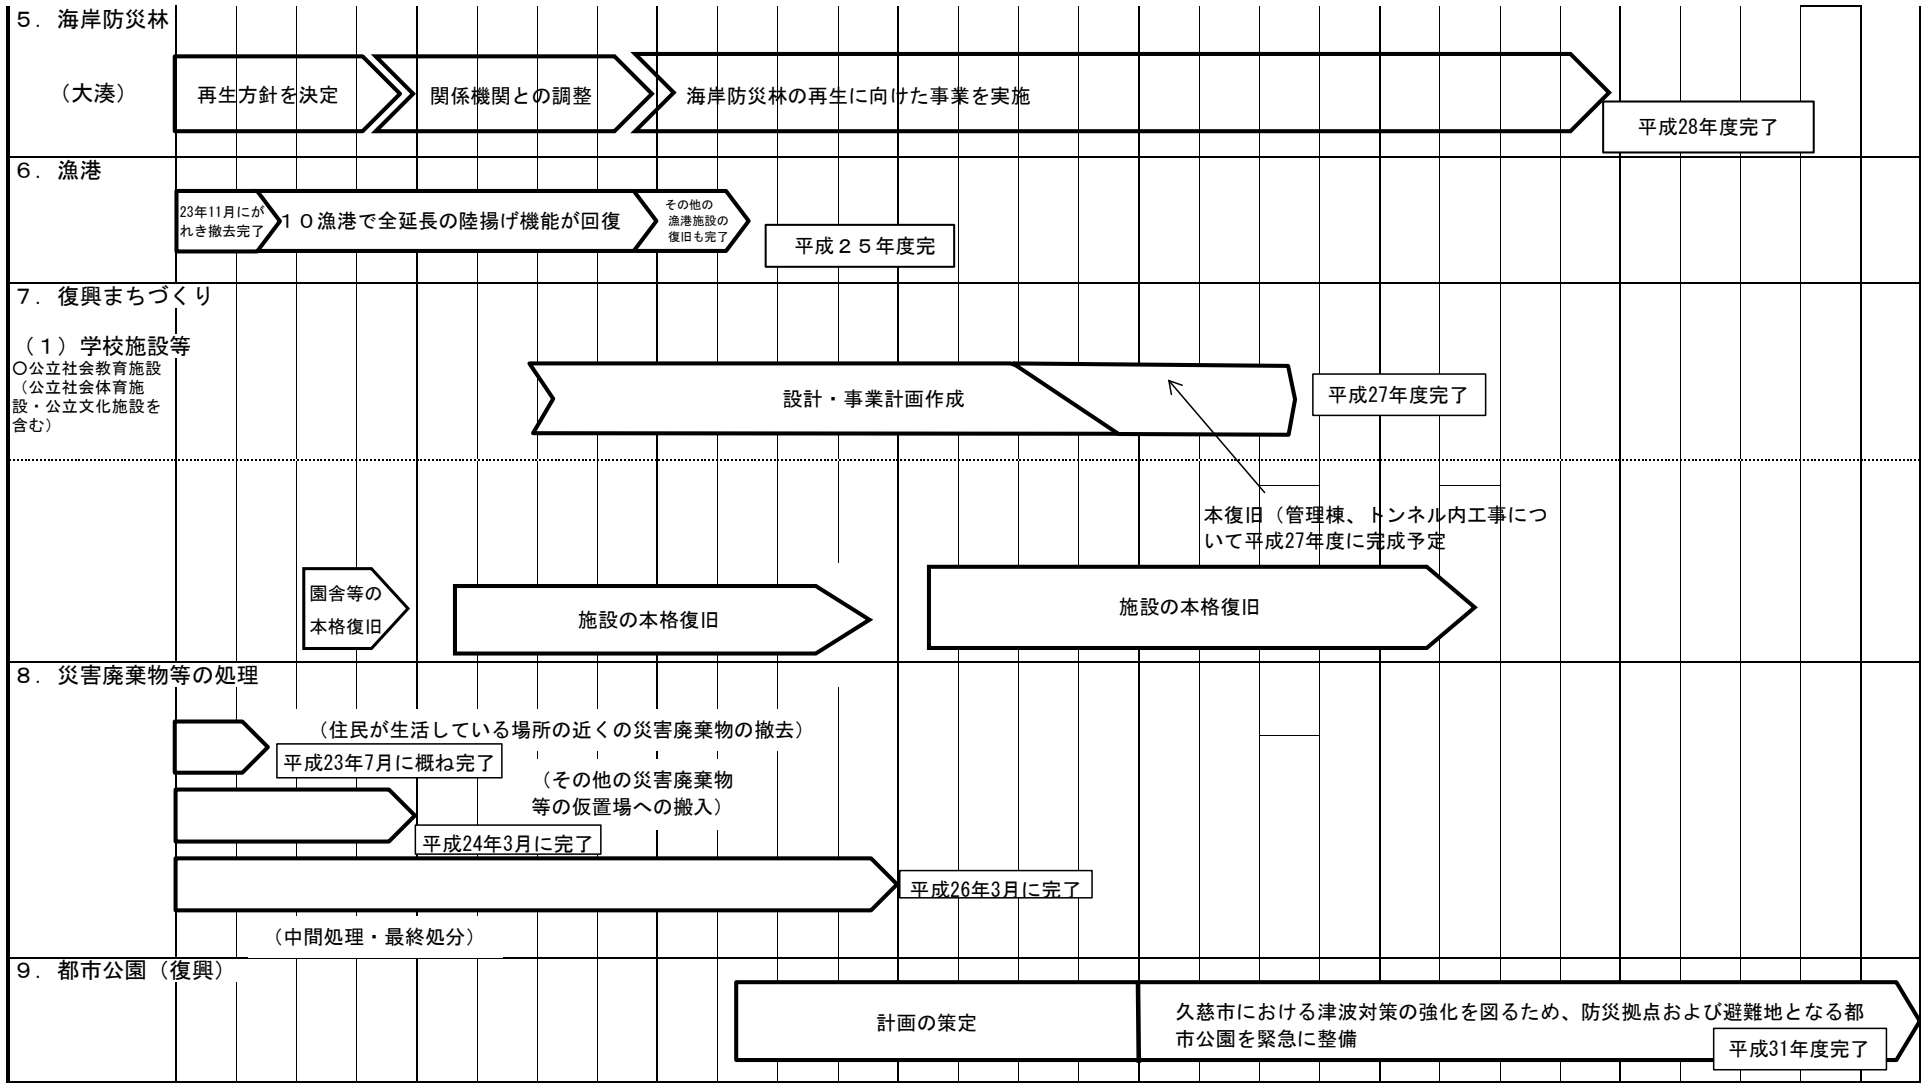 ５．海岸防災林
（大湊）
再生方針を決定
関係機関との調整
海岸防災林の再生に向けた事業を実施
平成28年度完了
６．漁港
23年11月にが
れき撤去完了
１０漁港で全延長の陸揚げ機能が回復
その他の
漁港施設の
復旧も完了
平成２５年度完
７．復興まちづくり
（１）学校施設等
〇公立社会教育施設
（公立社会体育施
設・公立文化施設を
含む）
設計・事業計画作成
平成27年度完了
本復旧（管理棟、トンネル内工事につ
いて平成27年度に完成予定
園舎等の
本格復旧
施設の本格復旧
施設の本格復旧
８．災害廃棄物等の処理
（住民が生活している場所の近くの災害廃棄物の撤去）
平成23年7月に概ね完了
（その他の災害廃棄物
等の仮置場への搬入）
平成24年3月に完了
平成26年3月に完了
（中間処理・最終処分）
９．都市公園（復興）
計画の策定
久慈市における津波対策の強化を図るため、防災拠点および避難地となる都
市公園を緊急に整備
平成31年度完了